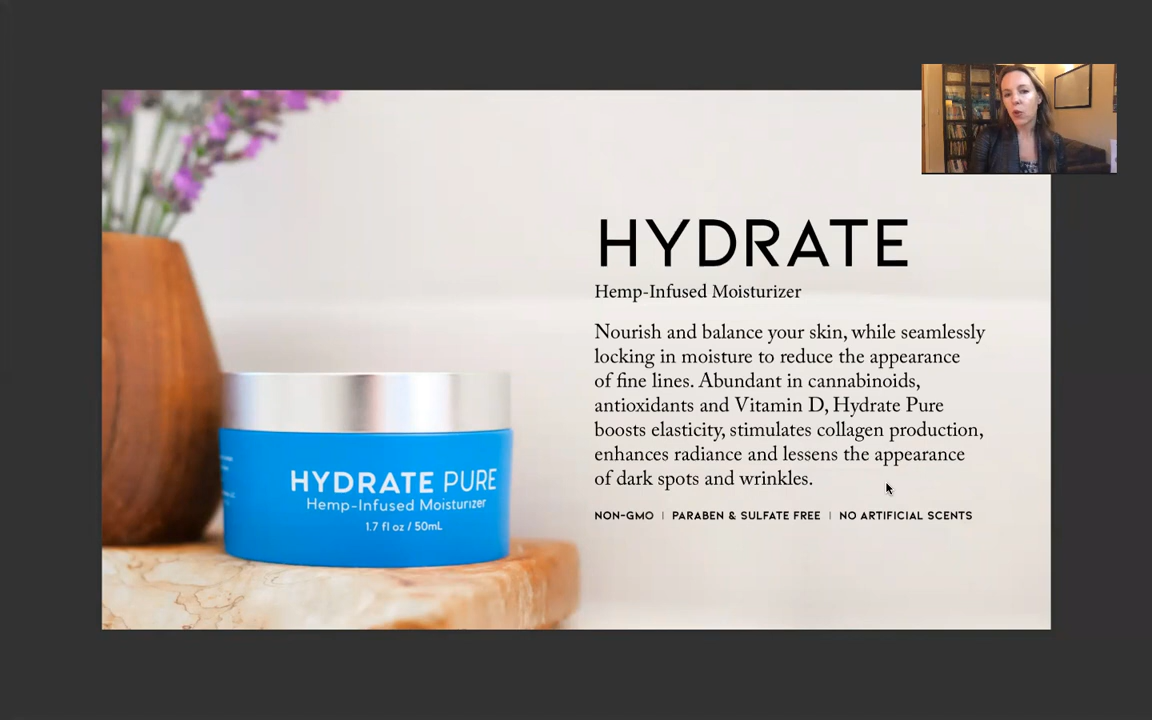 HYDRATE
Hemp-Infused Moisturizer
Nourish and balance your skin, while seamlessly
locking in moisture to reduce the appearance
of fine lines. Abundant in cannabinoids,
antioxidants and Vitamin D, Hydrate Pure
boosts elasticity, stimulates collagen production,
enhances radiance and lessens the appearance
of dark spots and wrinkles.
NON-GMO | PARABEN & SULFATE FREE | NO ARTIFICIAL SCENTS
HYDRATE PURE
Hemp-Infused Moisturizer
1.7 fl oz / 50mL